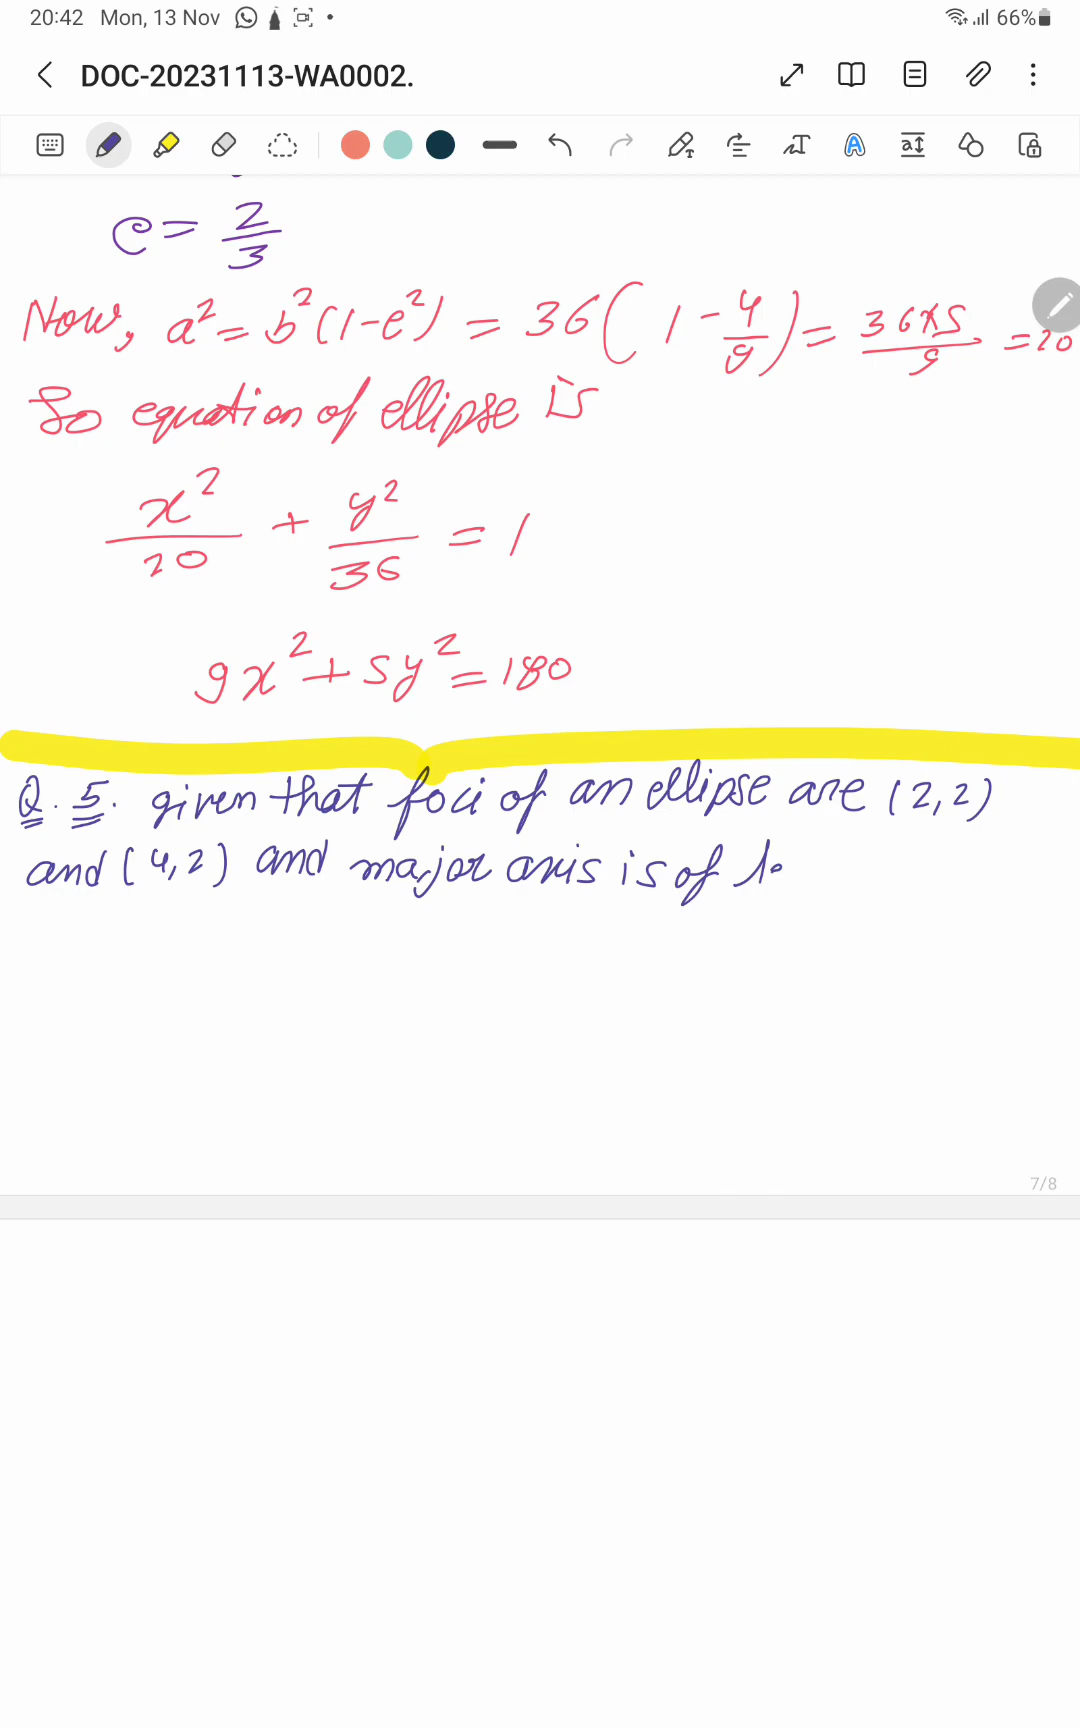 20:42 Mon, 13 Nov 66%
DOC-20231113-WA0002.
e = 2/3
Now, a² = b²(1-e²) = 36(1 - 4/9) = 36×5/9 = 20
So equation of ellipse is
x²/20 + y²/36 = 1
9x² + 5y² = 180
Q. 5. given that foci of an ellipse are (2,2)
and (4,2) and major axis is of
7/8